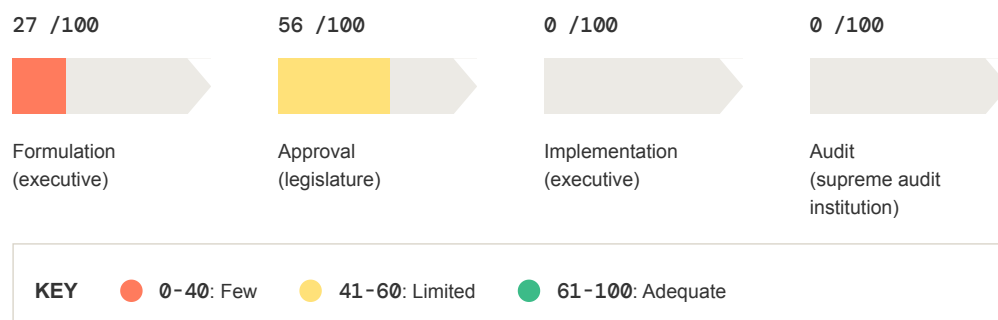 27 /100
56 /100
0 /100
0 /100
Formulation
(executive)
Approval
(legislature)
Implementation
(executive)
Audit
(supreme audit
institution)
KEY
0-40: Few
41-60: Limited
61-100: Adequate